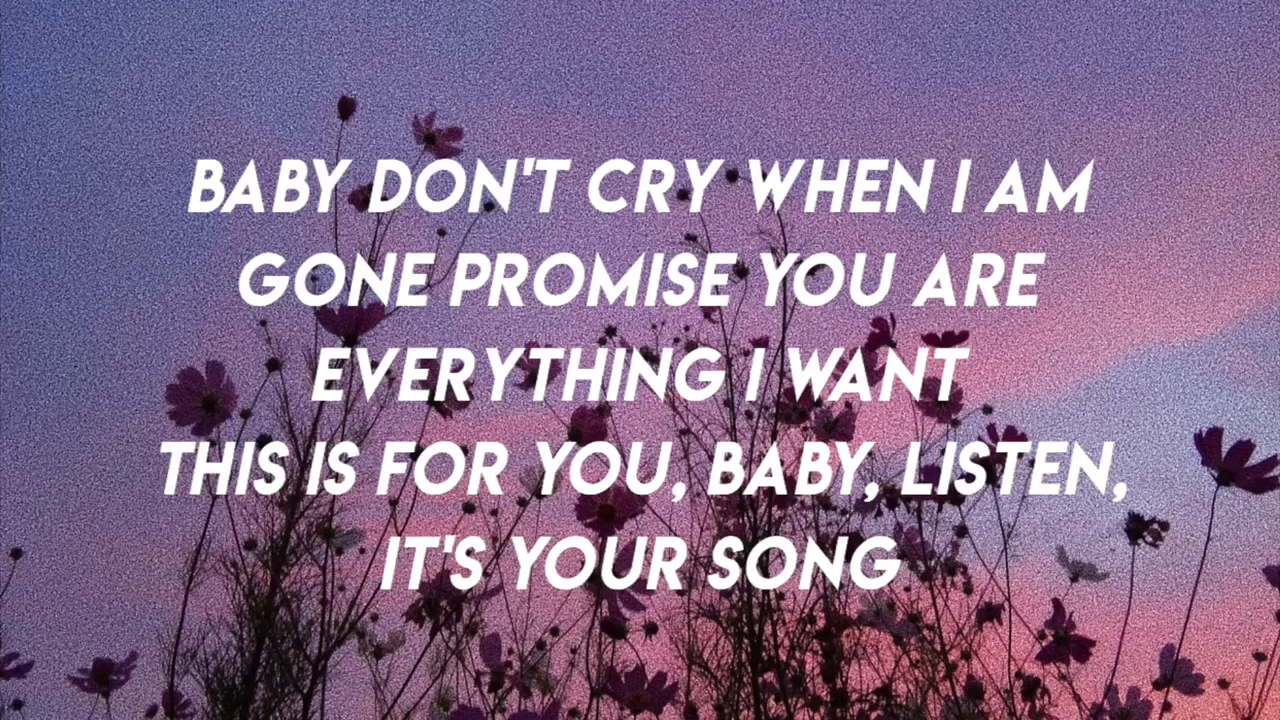 BABY DON'T CRY WHEN I AM
GONE PROMISE YOU ARE
EVERYTHING I WANT
THIS IS FOR YOU, BABY, LISTEN,
IT'S YOUR SONG